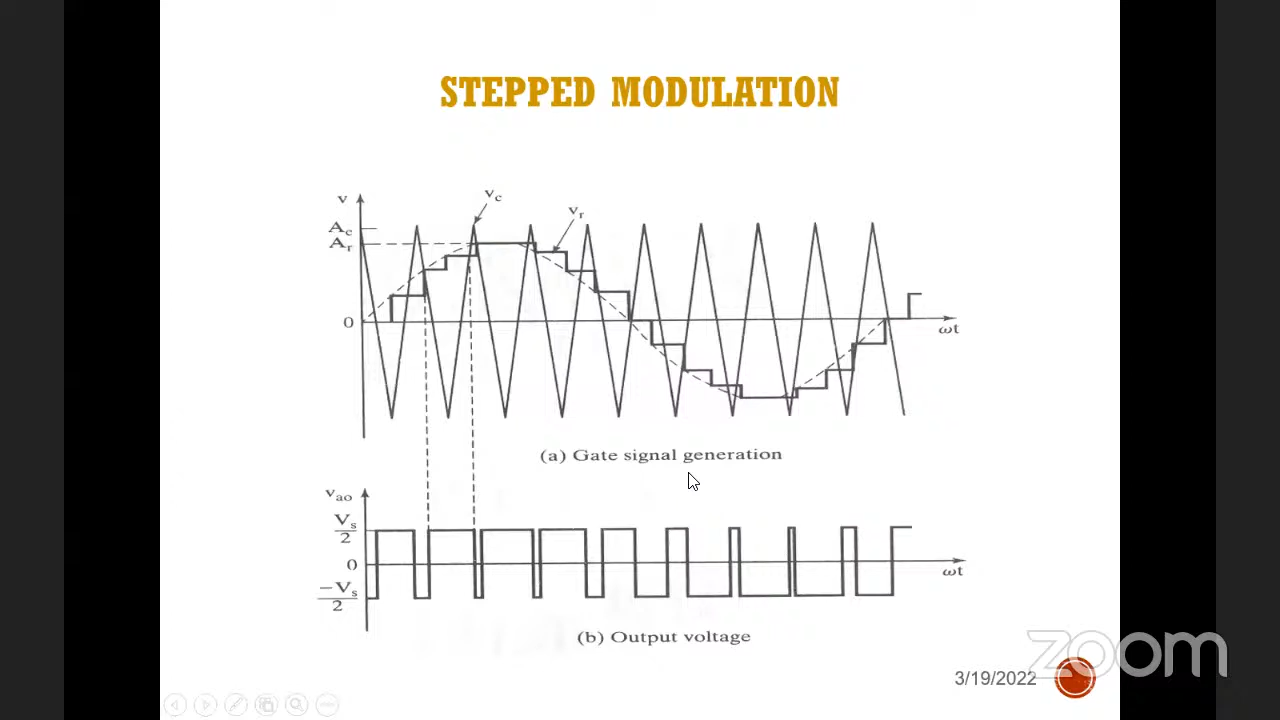 STEPPED MODULATION
v
v_c
v_r
A_c
A_r
0
ωt
(a) Gate signal generation
v_ao
V_s
2
0
ωt
−V_s
2
(b) Output voltage
zoom
3/19/2022